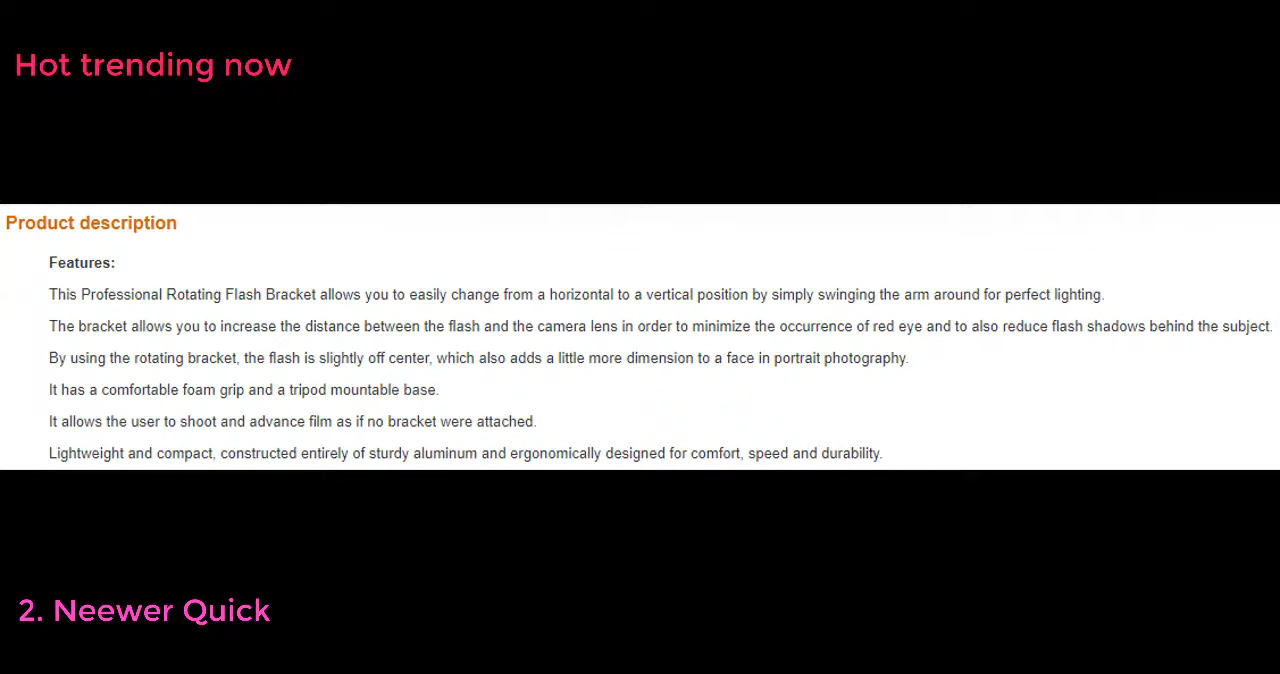 Hot trending now
Product description
Features:
This Professional Rotating Flash Bracket allows you to easily change from a horizontal to a vertical position by simply swinging the arm around for perfect lighting.
The bracket allows you to increase the distance between the flash and the camera lens in order to minimize the occurrence of red eye and to also reduce flash shadows behind the subject.
By using the rotating bracket, the flash is slightly off center, which also adds a little more dimension to a face in portrait photography.
It has a comfortable foam grip and a tripod mountable base.
It allows the user to shoot and advance film as if no bracket were attached.
Lightweight and compact, constructed entirely of sturdy aluminum and ergonomically designed for comfort, speed and durability.
2. Neewer Quick